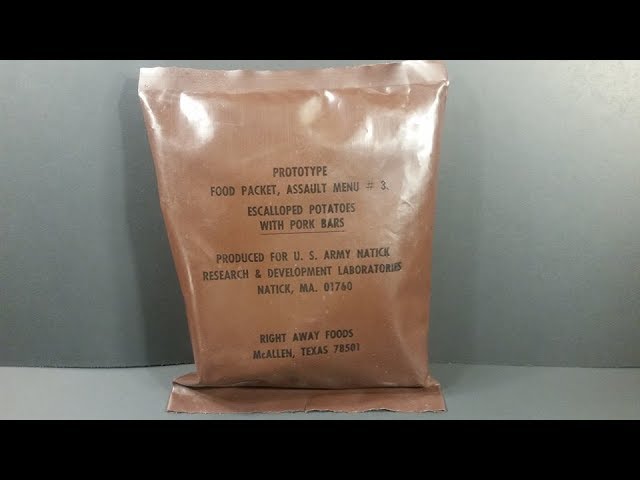 PROTOTYPE
FOOD PACKET, ASSAULT MENU # 3.
ESCALLOPED POTATOES
WITH PORK BARS
PRODUCED FOR U. S. ARMY NATICK
RESEARCH & DEVELOPMENT LABORATORIES
NATICK, MA. 01760
RIGHT AWAY FOODS
McALLEN, TEXAS 78501